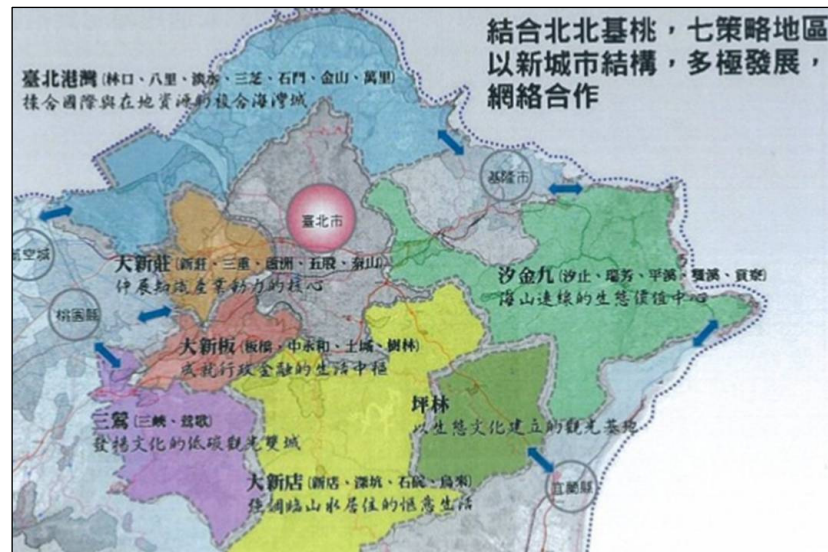 結合北北基桃，七策略地區
以新城市結構，多極發展，
網絡合作
臺北港灣(林口、八里、淡水、三芝、石門、金山、萬里)
揉合國際與在地資源的複合海灣城
基隆市
臺北市
航空城
大新莊(新莊、三重、蘆洲、五股、泰山)
伸展知識產業動力的核心
汐金九(汐止、瑞芳、平溪、雙溪、貢寮)
海山連線的生態價值中心
桃園縣
大新板(板橋、中永和、土城、樹林)
成就行政金融的生活中樞
三鶯(三峽、鶯歌)
發揚文化的低碳觀光雙城
坪林
以生態文化建立的觀光基地
大新店(新店、深坑、石碇、烏來)
強調臨山水居住的愜意生活
宜蘭縣